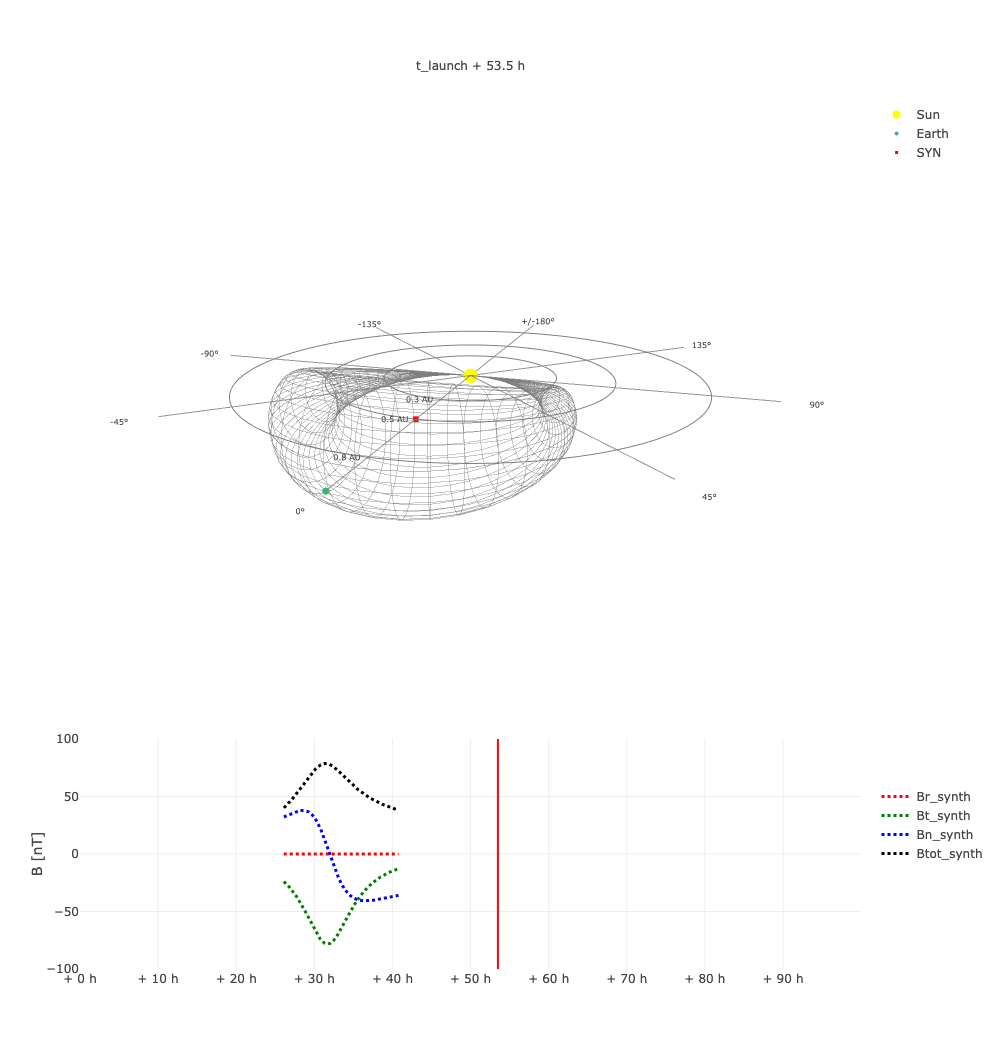 t_launch + 53.5 h
Sun
Earth
SYN
-135°
+/-180°
135°
-90°
90°
-45°
45°
0°
0.3 AU
0.5 AU
0.8 AU
B [nT]
100
50
0
−50
−100
+ 0 h
+ 10 h
+ 20 h
+ 30 h
+ 40 h
+ 50 h
+ 60 h
+ 70 h
+ 80 h
+ 90 h
Br_synth
Bt_synth
Bn_synth
Btot_synth